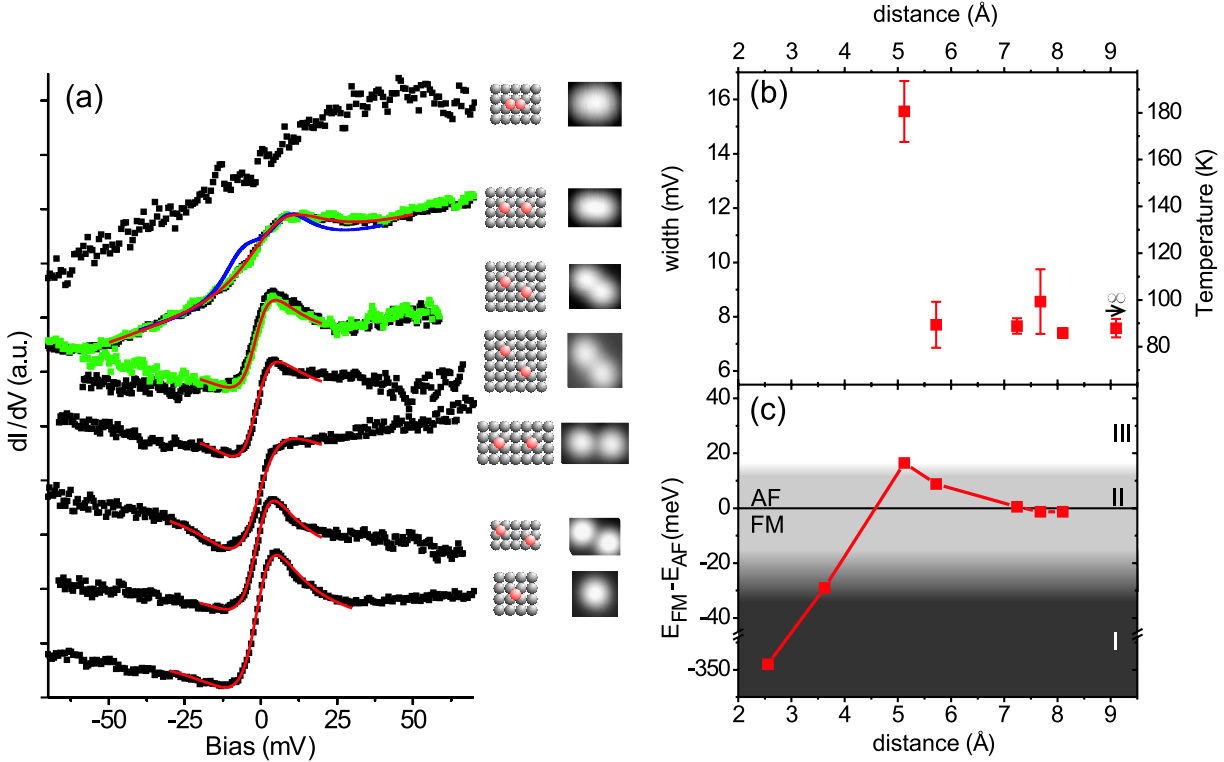 (a)
dI/dV (a.u.)
-50
-25
0
25
50
Bias (mV)
distance (Å)
2 3 4 5 6 7 8 9
(b)
16
14
12
10
8
6
width (mV)
180
160
140
120
100
80
Temperature (K)
∞
(c)
40
20
0
-20
-40
-350
E_FM-E_AF(meV)
AF
FM
III
II
I
2 3 4 5 6 7 8 9
distance (Å)